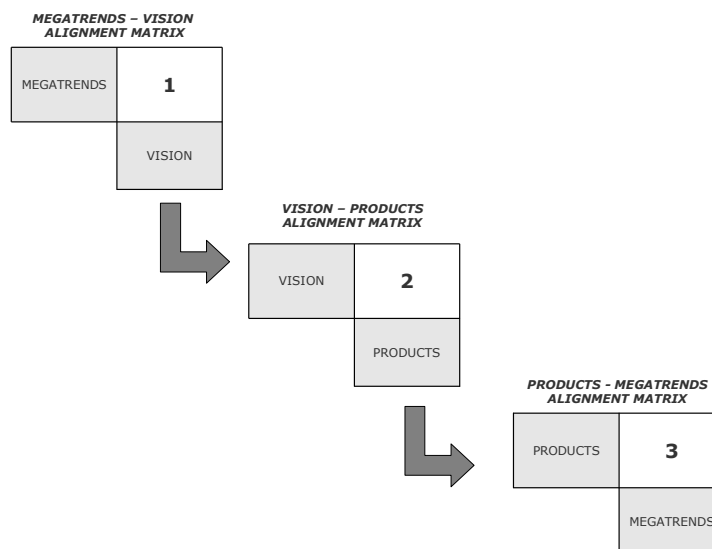 MEGATRENDS – VISION
ALIGNMENT MATRIX
MEGATRENDS
1
VISION
VISION – PRODUCTS
ALIGNMENT MATRIX
VISION
2
PRODUCTS
PRODUCTS - MEGATRENDS
ALIGNMENT MATRIX
PRODUCTS
3
MEGATRENDS